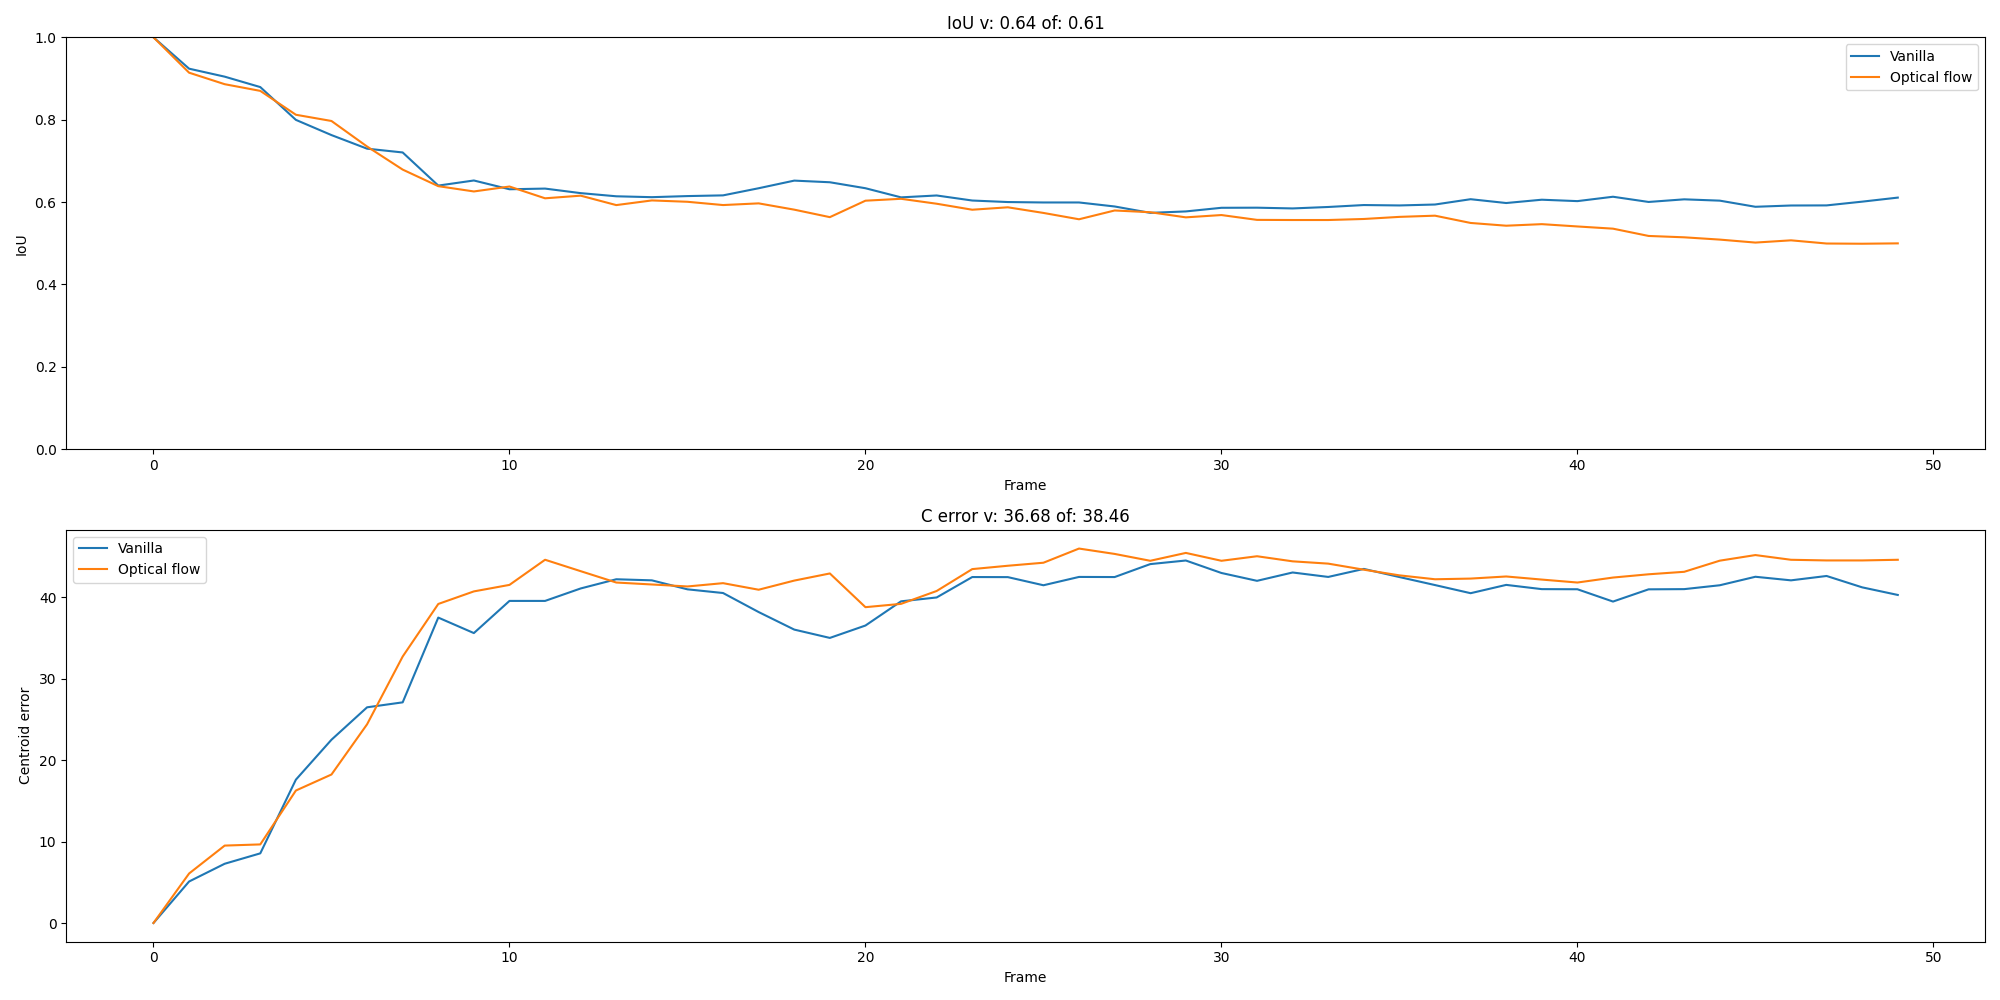 IoU v: 0.64 of: 0.61
1.0
0.8
0.6
0.4
0.2
0.0
IoU
Vanilla
Optical flow
0 10 20 30 40 50
Frame
C error v: 36.68 of: 38.46
Vanilla
Optical flow
40
30
20
10
0
Centroid error
0 10 20 30 40 50
Frame